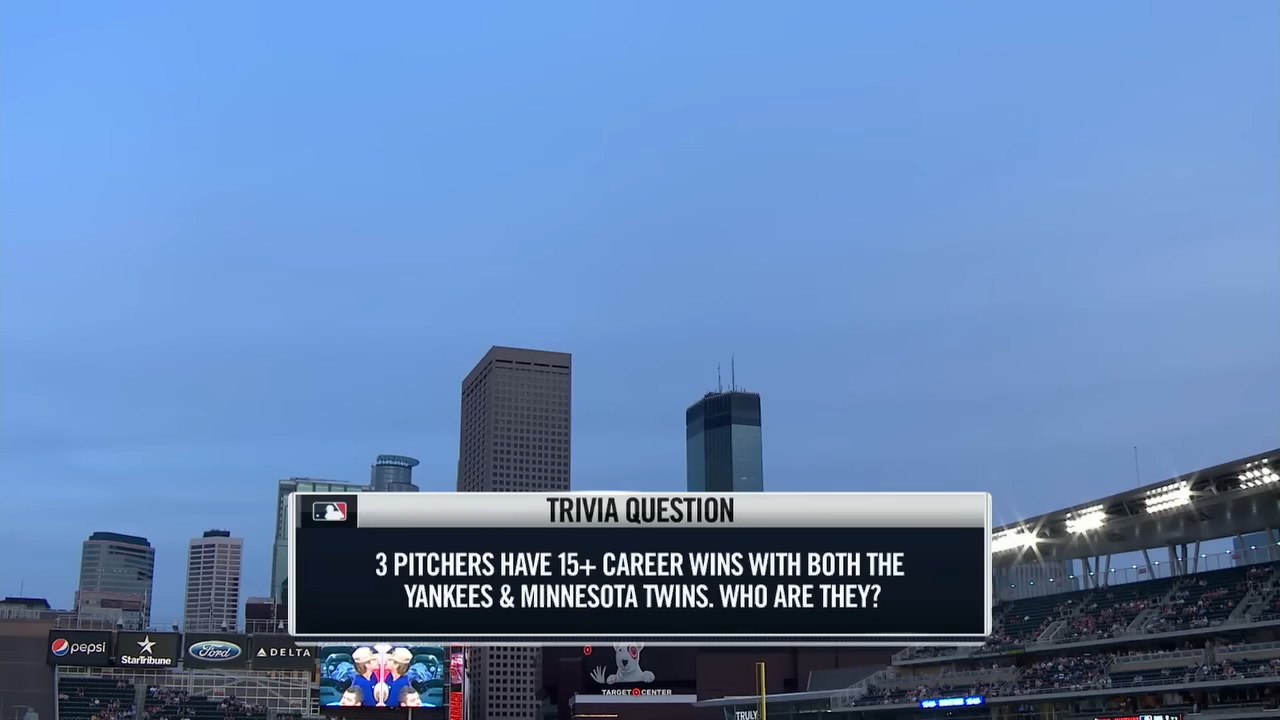 TRIVIA QUESTION
3 PITCHERS HAVE 15+ CAREER WINS WITH BOTH THE
YANKEES & MINNESOTA TWINS. WHO ARE THEY?
pepsi
StarTribune
Ford
DELTA
TARGET CENTER
TRULY